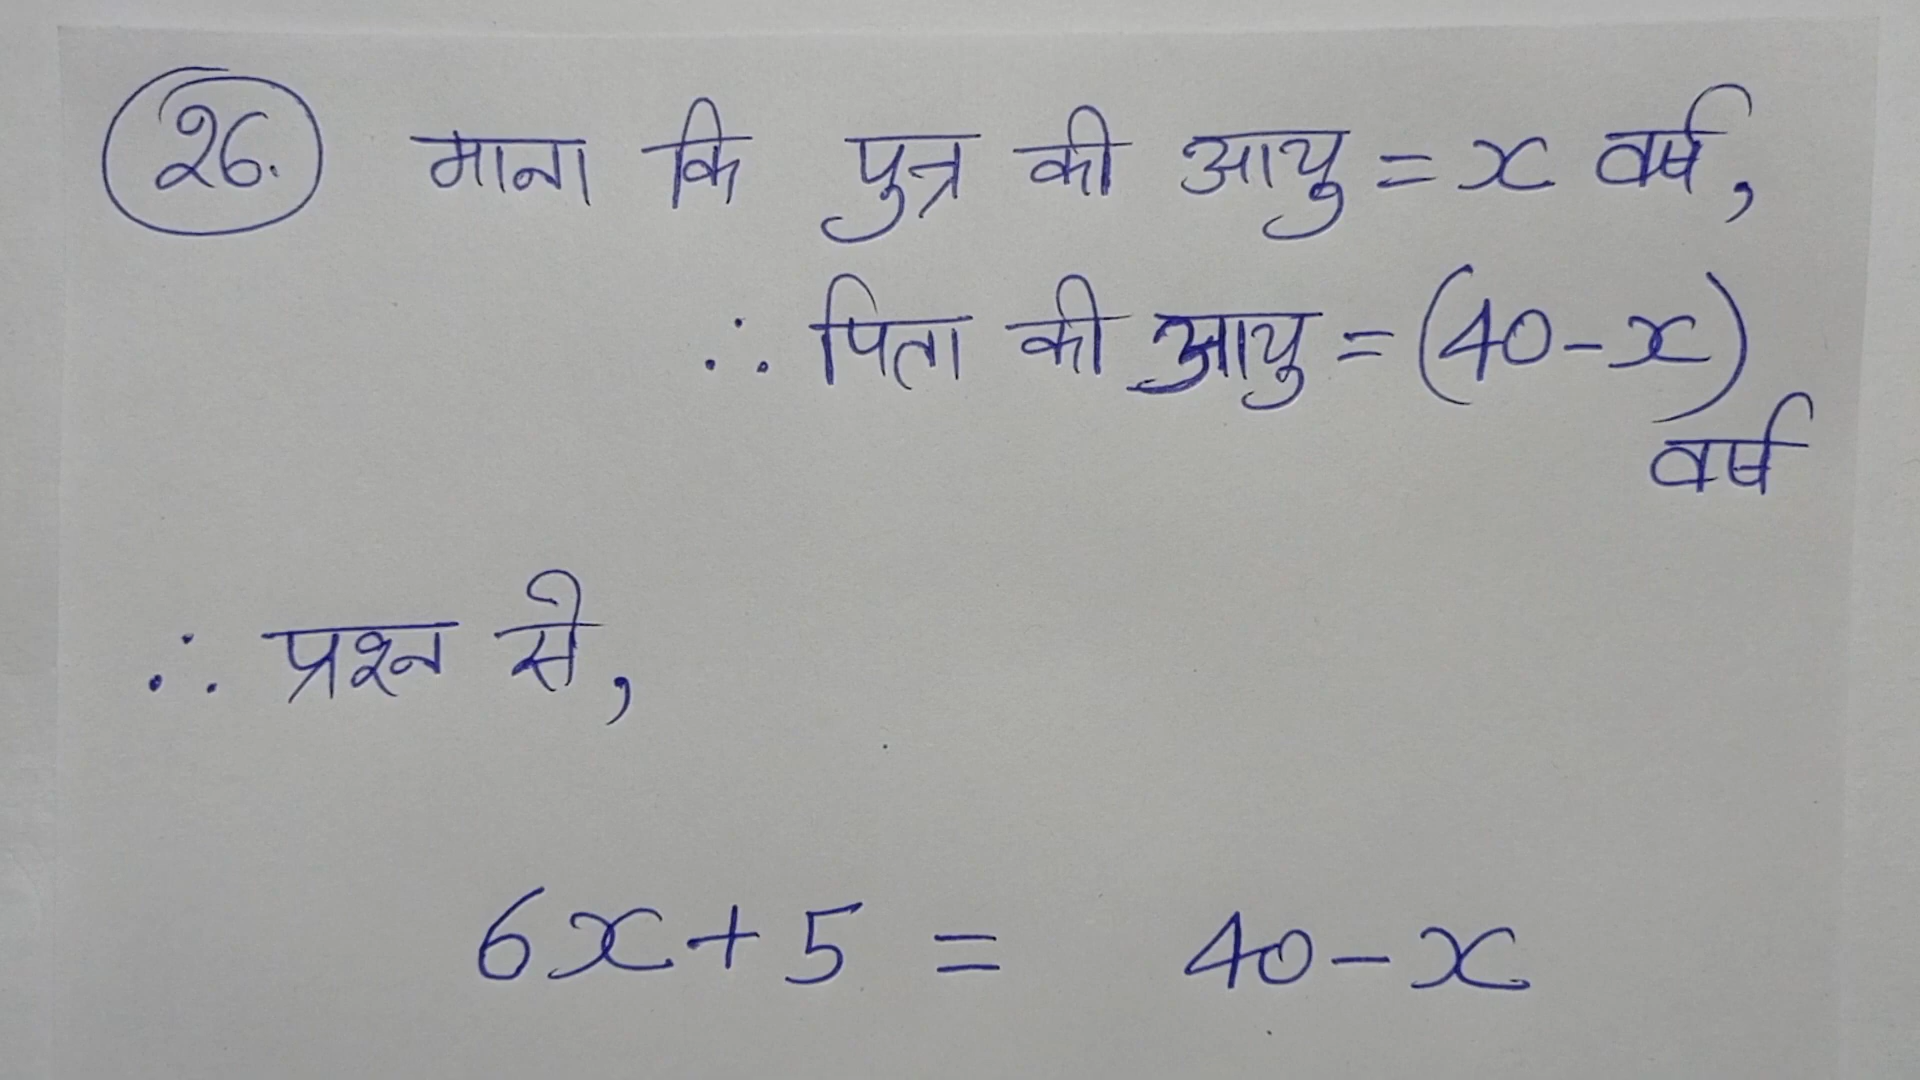 26. माना कि पुत्र की आयु = x वर्ष,
∴ पिता की आयु = (40-x)
वर्ष
∴ प्रश्न से,
6x+5 = 40-x